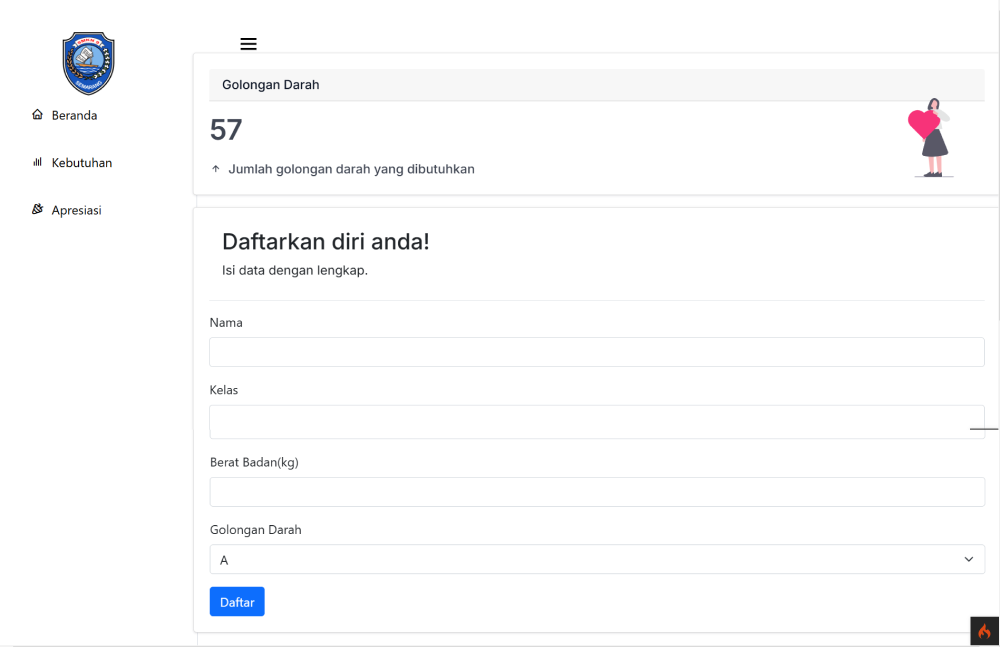 SEMARANG
Beranda
Kebutuhan
Apresiasi
Golongan Darah
57
Jumlah golongan darah yang dibutuhkan
Daftarkan diri anda!
Isi data dengan lengkap.
Nama
Kelas
Berat Badan(kg)
Golongan Darah
A
Daftar